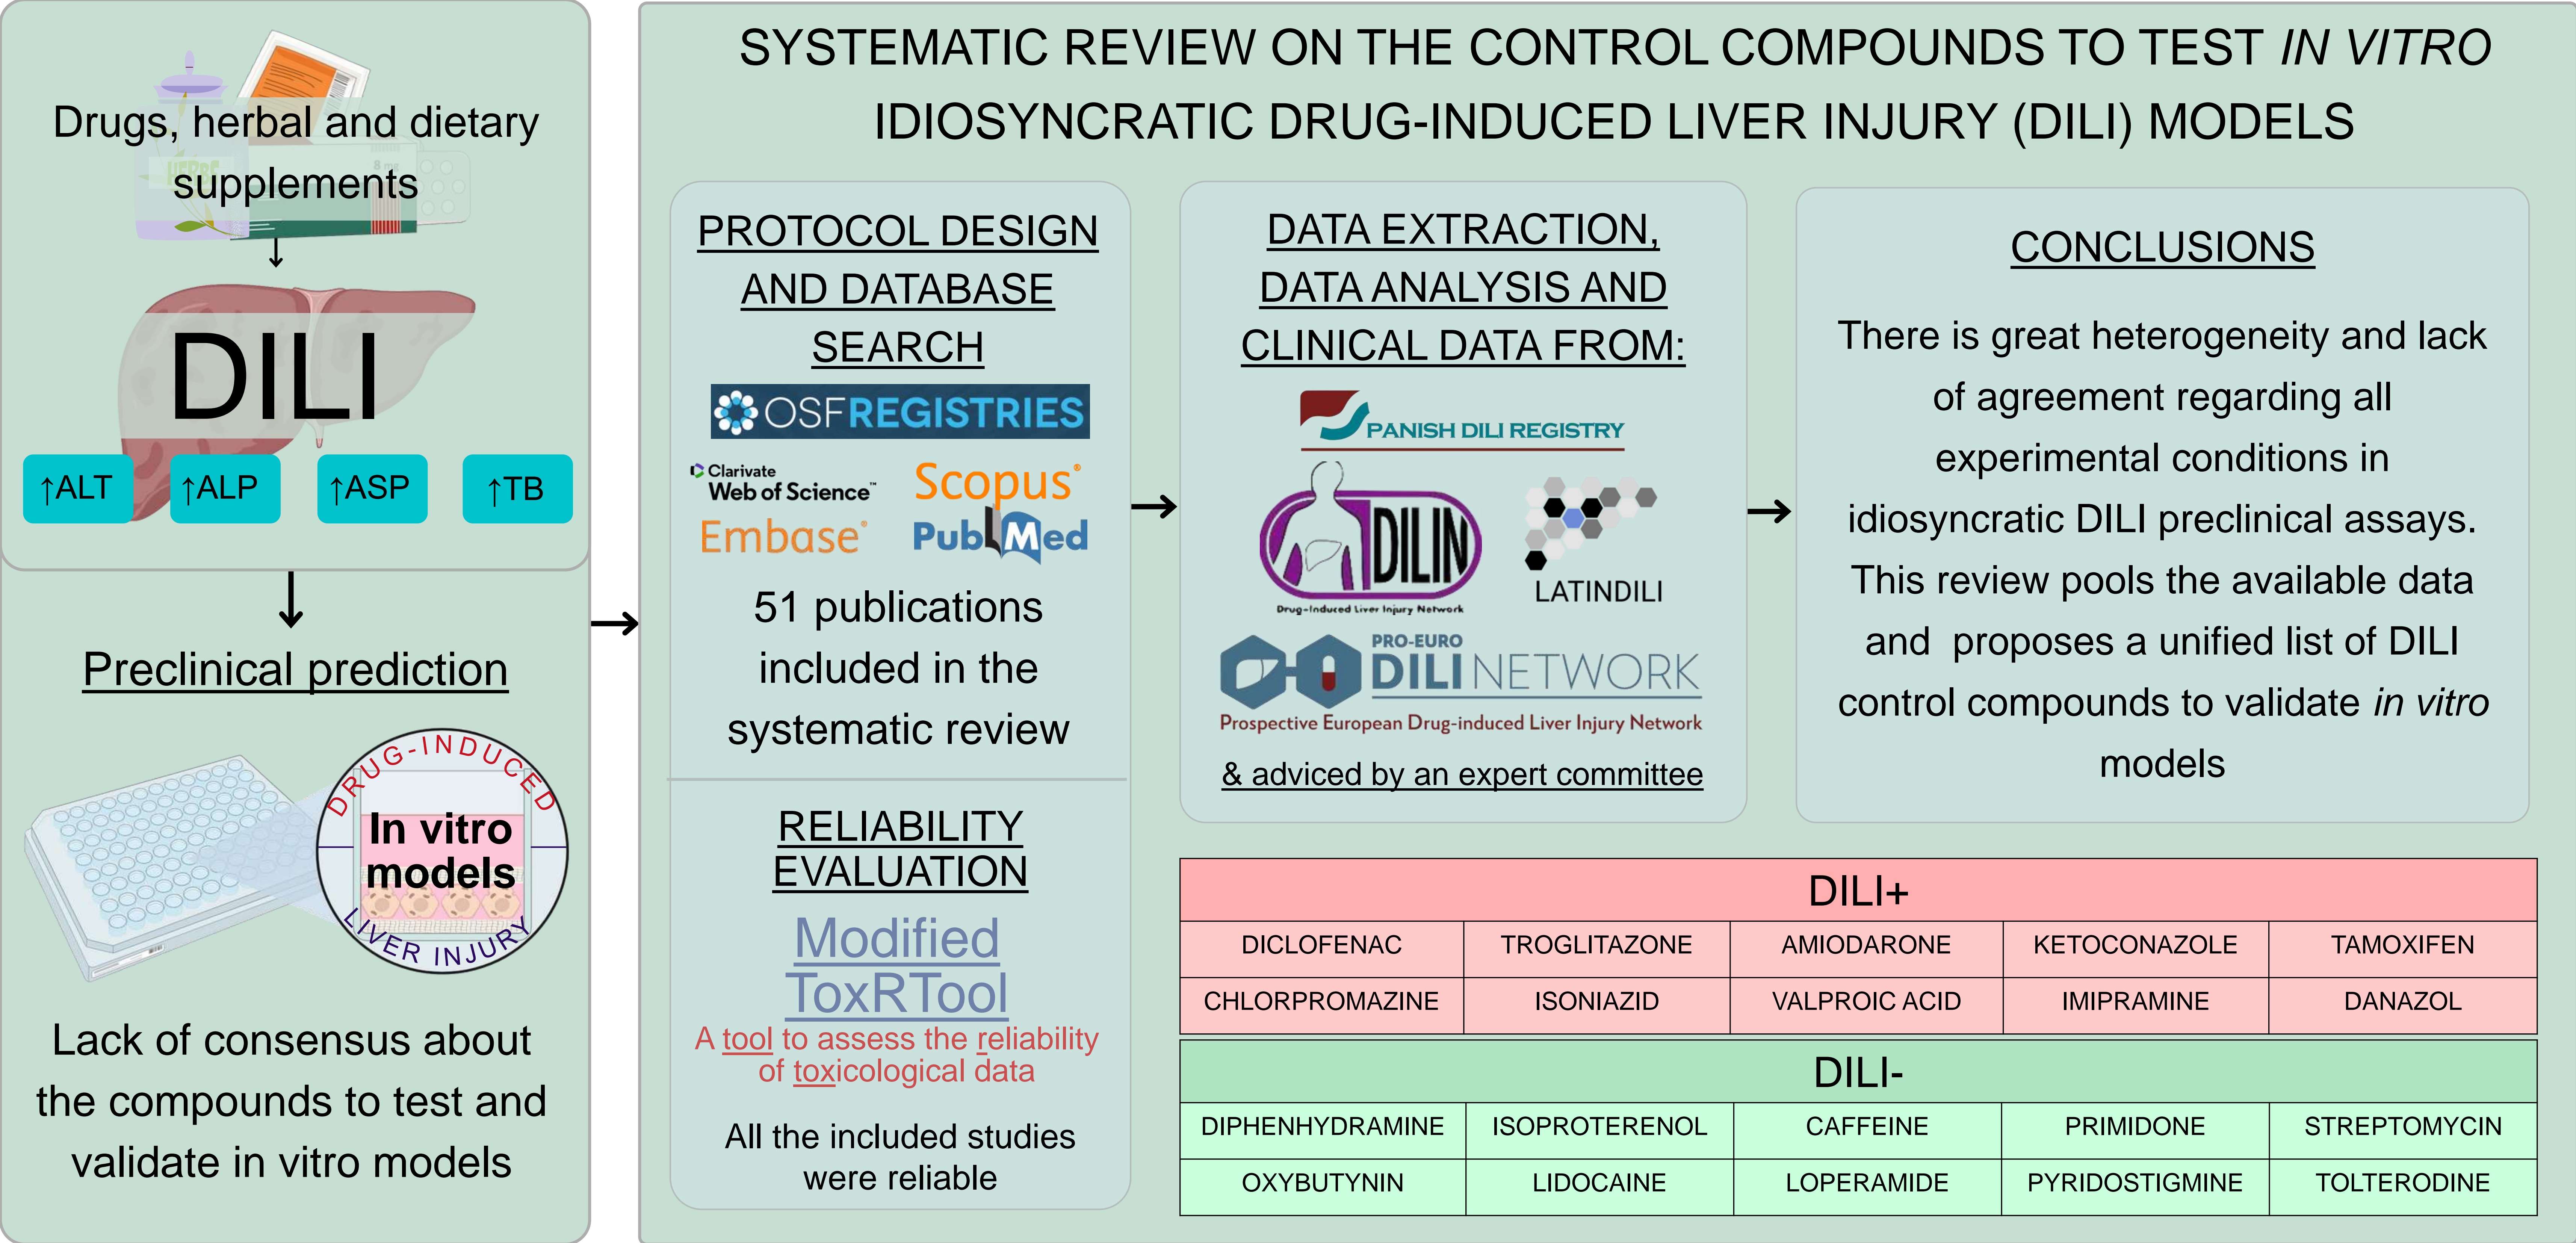 Drugs, herbal and dietary
supplements
HERBS
8 mg
DILI
↑ALT
↑ALP
↑ASP
↑TB
Preclinical prediction
DRUG-INDUCED
In vitro
models
LIVER INJURY
Lack of consensus about
the compounds to test and
validate in vitro models
SYSTEMATIC REVIEW ON THE CONTROL COMPOUNDS TO TEST IN VITRO
IDIOSYNCRATIC DRUG-INDUCED LIVER INJURY (DILI) MODELS
PROTOCOL DESIGN
AND DATABASE
SEARCH
OSFREGISTRIES
Clarivate
Web of Science™
Scopus®
Embase®
PubMed
51 publications
included in the
systematic review
RELIABILITY
EVALUATION
Modified
ToxRTool
A tool to assess the reliability
of toxicological data
All the included studies
were reliable
DATA EXTRACTION,
DATA ANALYSIS AND
CLINICAL DATA FROM:
PANISH DILI REGISTRY
DILIN
Drug-Induced Liver Injury Network
LATINDILI
PRO-EURO
DILI NETWORK
Prospective European Drug-induced Liver Injury Network
& adviced by an expert committee
CONCLUSIONS
There is great heterogeneity and lack
of agreement regarding all
experimental conditions in
idiosyncratic DILI preclinical assays.
This review pools the available data
and proposes a unified list of DILI
control compounds to validate in vitro
models
DILI+
DICLOFENAC TROGLITAZONE AMIODARONE KETOCONAZOLE TAMOXIFEN
CHLORPROMAZINE ISONIAZID VALPROIC ACID IMIPRAMINE DANAZOL
DILI-
DIPHENHYDRAMINE ISOPROTERENOL CAFFEINE PRIMIDONE STREPTOMYCIN
OXYBUTYNIN LIDOCAINE LOPERAMIDE PYRIDOSTIGMINE TOLTERODINE